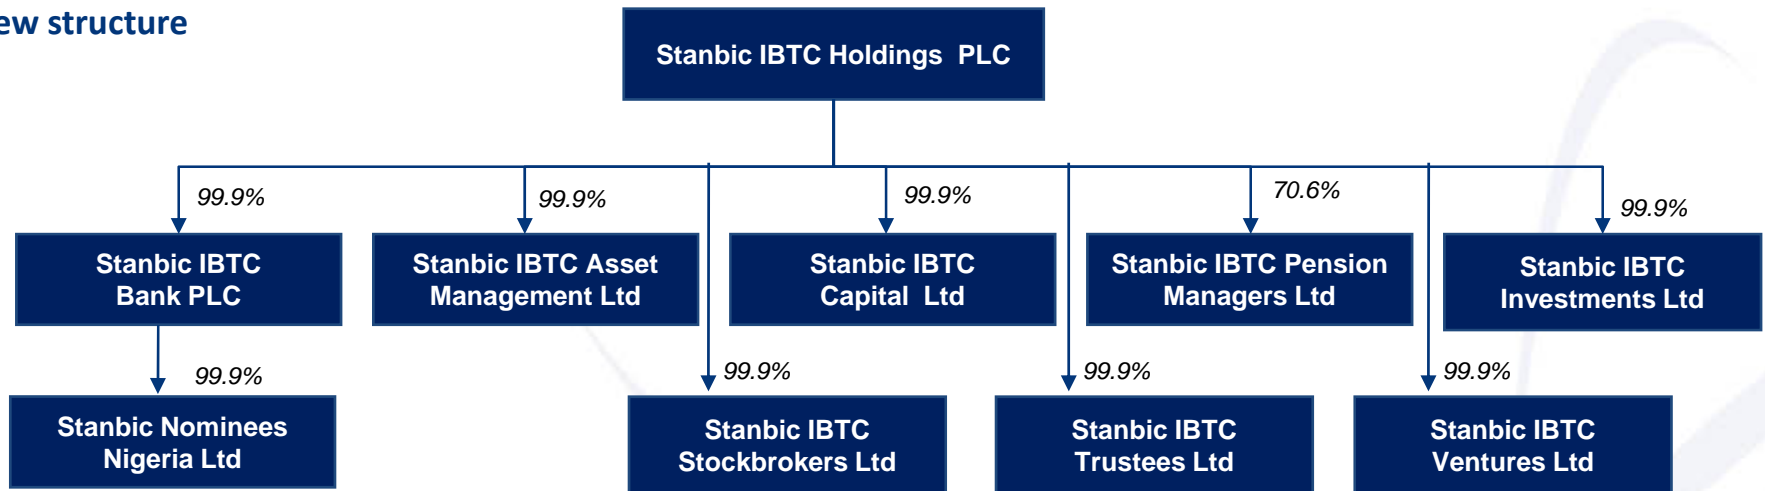 ew structure
Stanbic IBTC Holdings PLC
99.9%
99.9%
99.9%
70.6%
99.9%
Stanbic IBTC
Bank PLC
Stanbic IBTC Asset
Management Ltd
Stanbic IBTC
Capital Ltd
Stanbic IBTC Pension
Managers Ltd
Stanbic IBTC
Investments Ltd
99.9%
99.9%
99.9%
99.9%
Stanbic Nominees
Nigeria Ltd
Stanbic IBTC
Stockbrokers Ltd
Stanbic IBTC
Trustees Ltd
Stanbic IBTC
Ventures Ltd